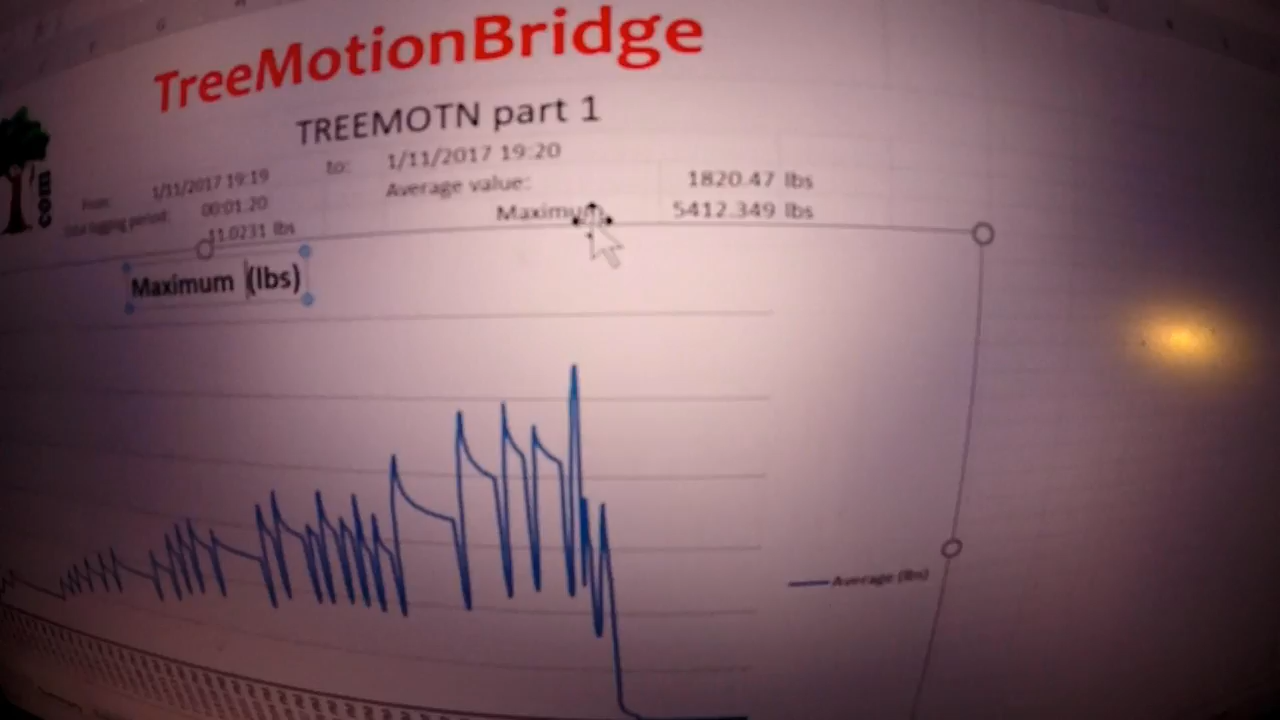 TreeMotionBridge
TREEMOTN part 1
From: 1/11/2017 19:19 to: 1/11/2017 19:20
Total logging period: 00:01.20 Average value: 1820.47 lbs
11.0231 lbs Maximum 5412.349 lbs
com
Maximum (lbs)
Average (lbs)